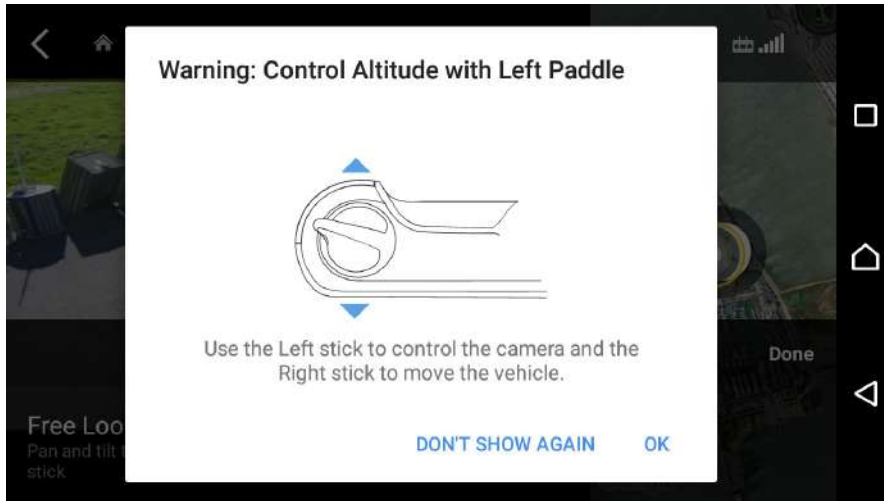 Warning: Control Altitude with Left Paddle
Use the Left stick to control the camera and the
Right stick to move the vehicle.
Done
DON'T SHOW AGAIN OK
Free Loo
Pan and tilt t
stick